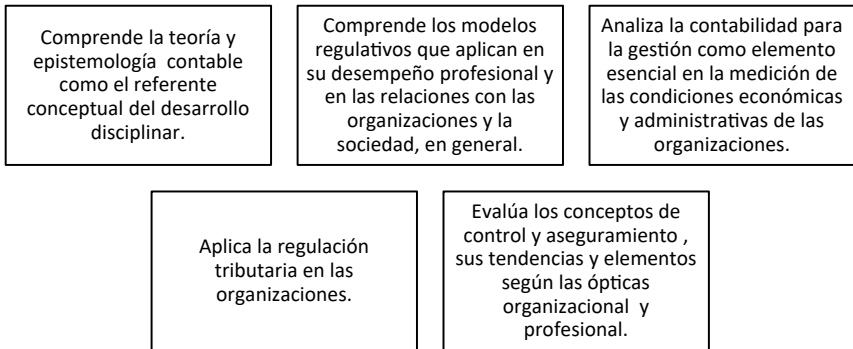 Comprende la teoría y
epistemología contable
como el referente
conceptual del desarrollo
disciplinar.
Comprende los modelos
regulativos que aplican en
su desempeño profesional y
en las relaciones con las
organizaciones y la
sociedad, en general.
Analiza la contabilidad para
la gestión como elemento
esencial en la medición de
las condiciones económicas
y administrativas de las
organizaciones.
Aplica la regulación
tributaria en las
organizaciones.
Evalúa los conceptos de
control y aseguramiento ,
sus tendencias y elementos
según las ópticas
organizacional y
profesional.